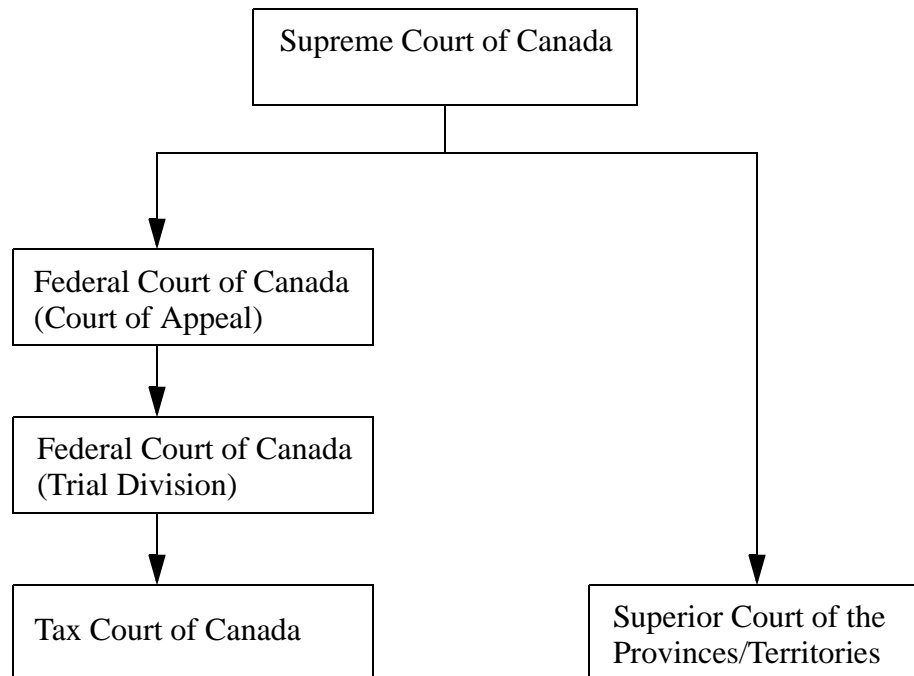 Supreme Court of Canada
Federal Court of Canada
(Court of Appeal)
Federal Court of Canada
(Trial Division)
Tax Court of Canada
Superior Court of the
Provinces/Territories